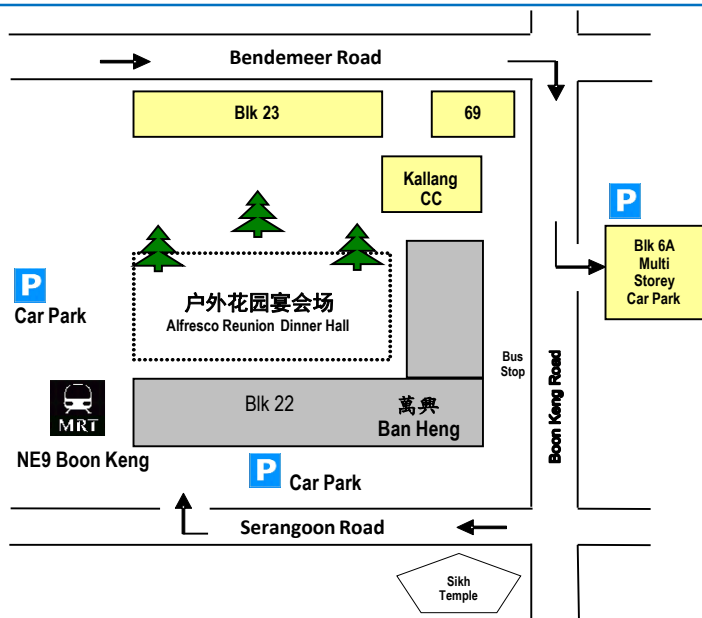 Bendemeer Road
Blk 23
69
Kallang
CC
P
Blk 6A
Multi
Storey
Car Park
P
Car Park
户外花园宴会场
Alfresco Reunion Dinner Hall
Bus
Stop
Boon Keng Road
MRT
NE9 Boon Keng
Blk 22
萬興
Ban Heng
P
Car Park
Serangoon Road
Sikh
Temple